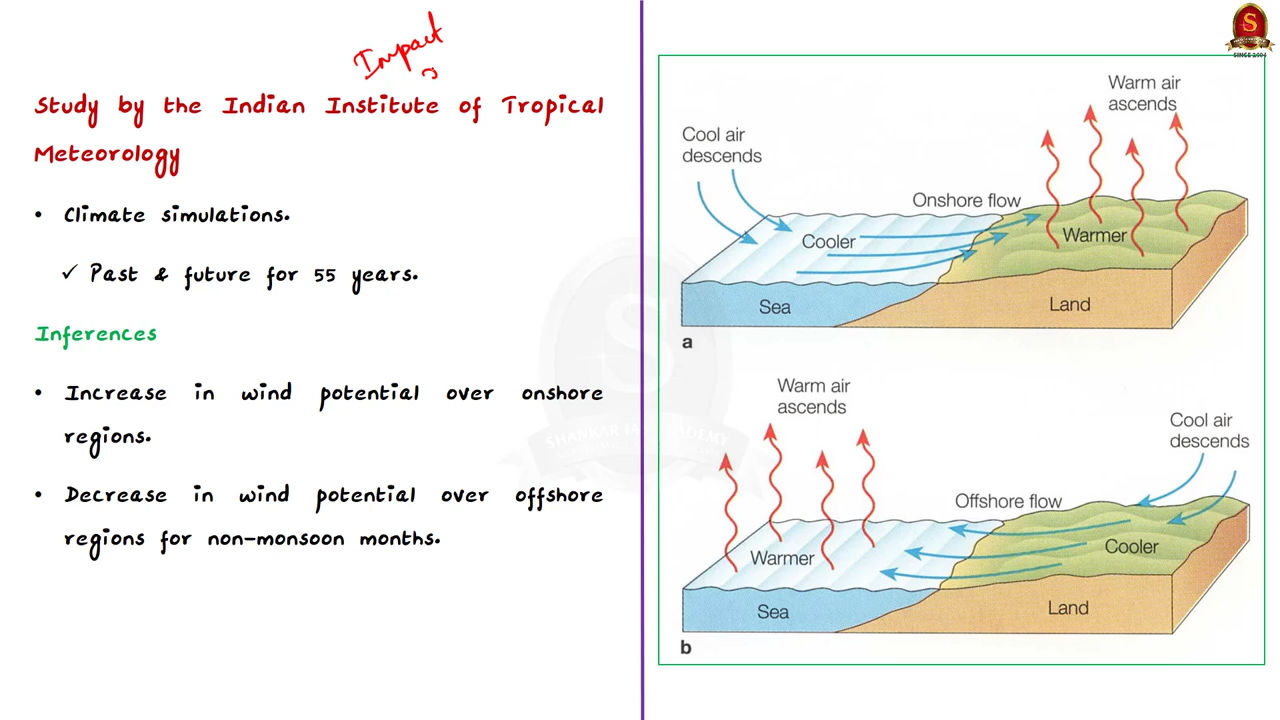 Impact
Study by the Indian Institute of Tropical
Meteorology
• Climate simulations.
✓ Past & future for 55 years.
Inferences
• Increase in wind potential over onshore
regions.
• Decrease in wind potential over offshore
regions for non-monsoon months.
S
SINCE 2004
Warm air
ascends
Cool air
descends
Onshore flow
Cooler
Warmer
Sea
Land
a
Warm air
ascends
Cool air
descends
Offshore flow
Warmer
Cooler
Sea
Land
b